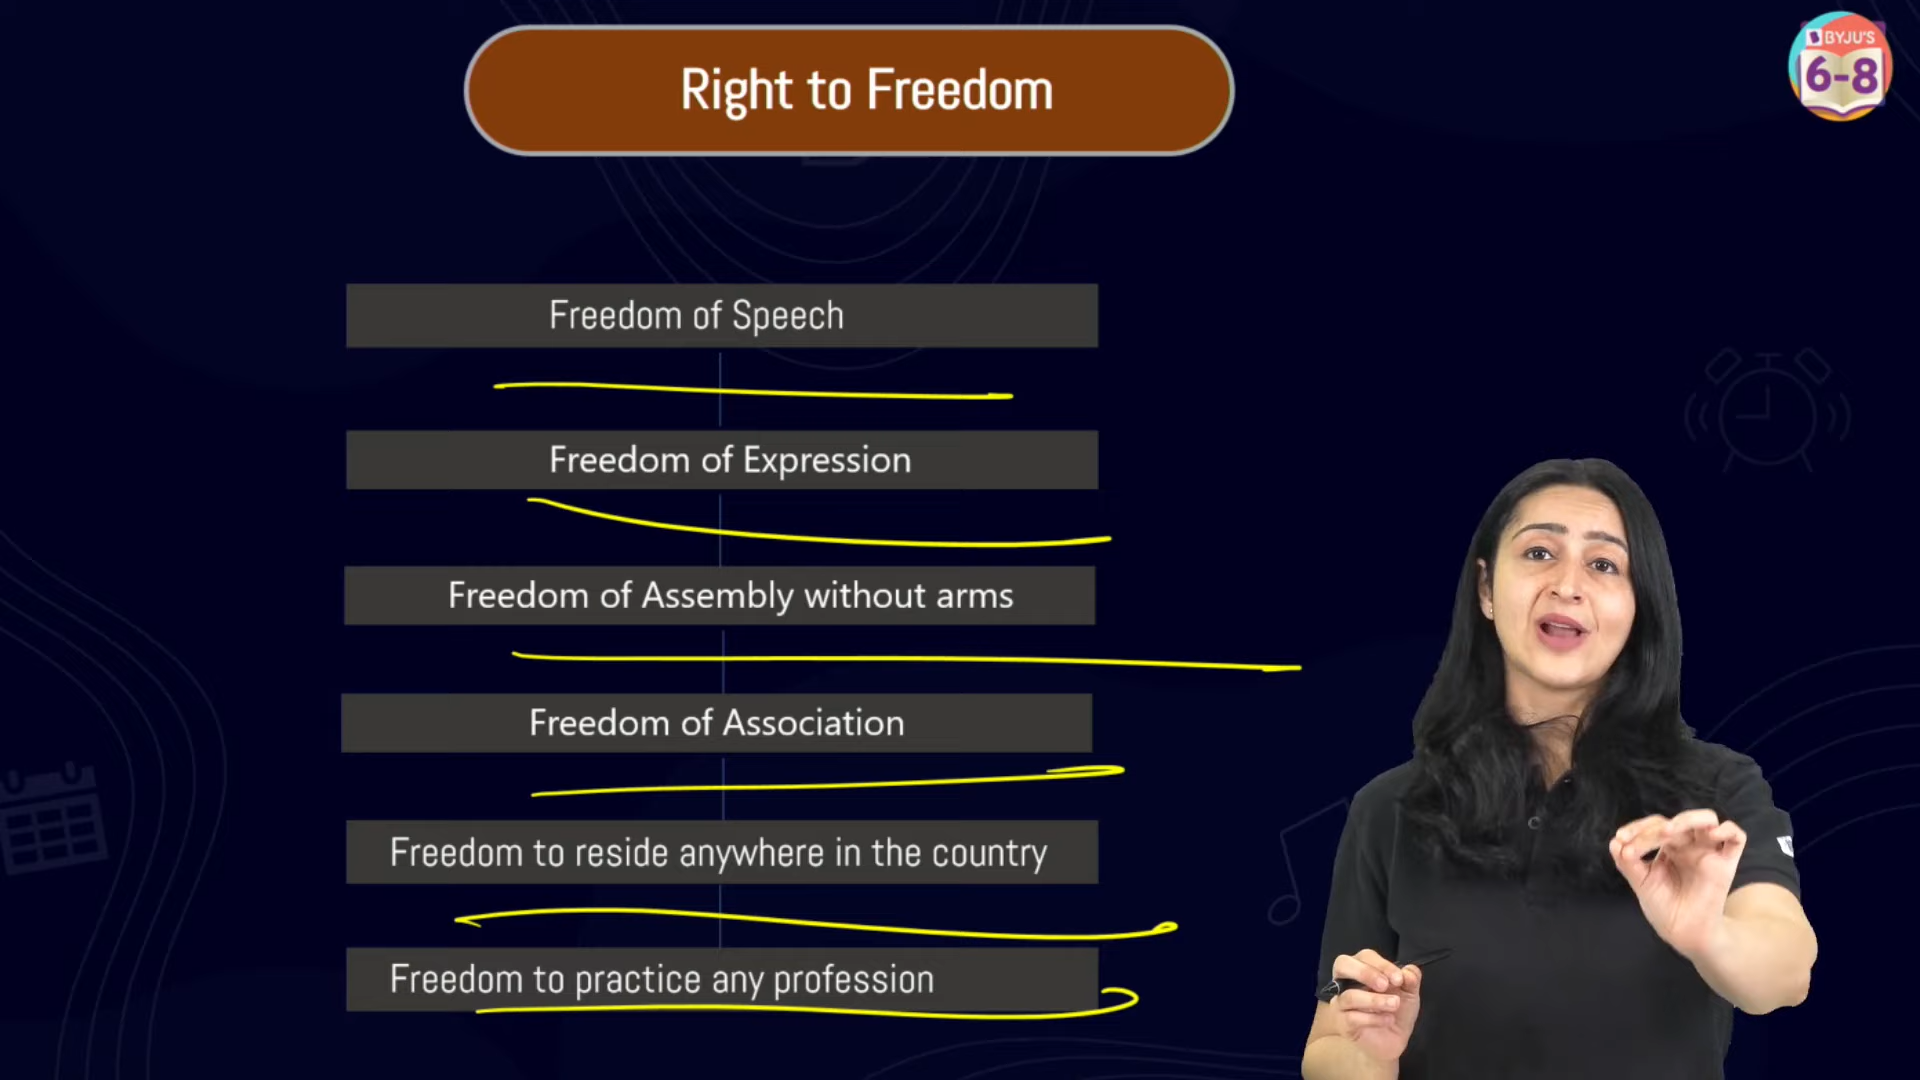 Right to Freedom
BYJU'S
6-8
Freedom of Speech
Freedom of Expression
Freedom of Assembly without arms
Freedom of Association
Freedom to reside anywhere in the country
Freedom to practice any profession